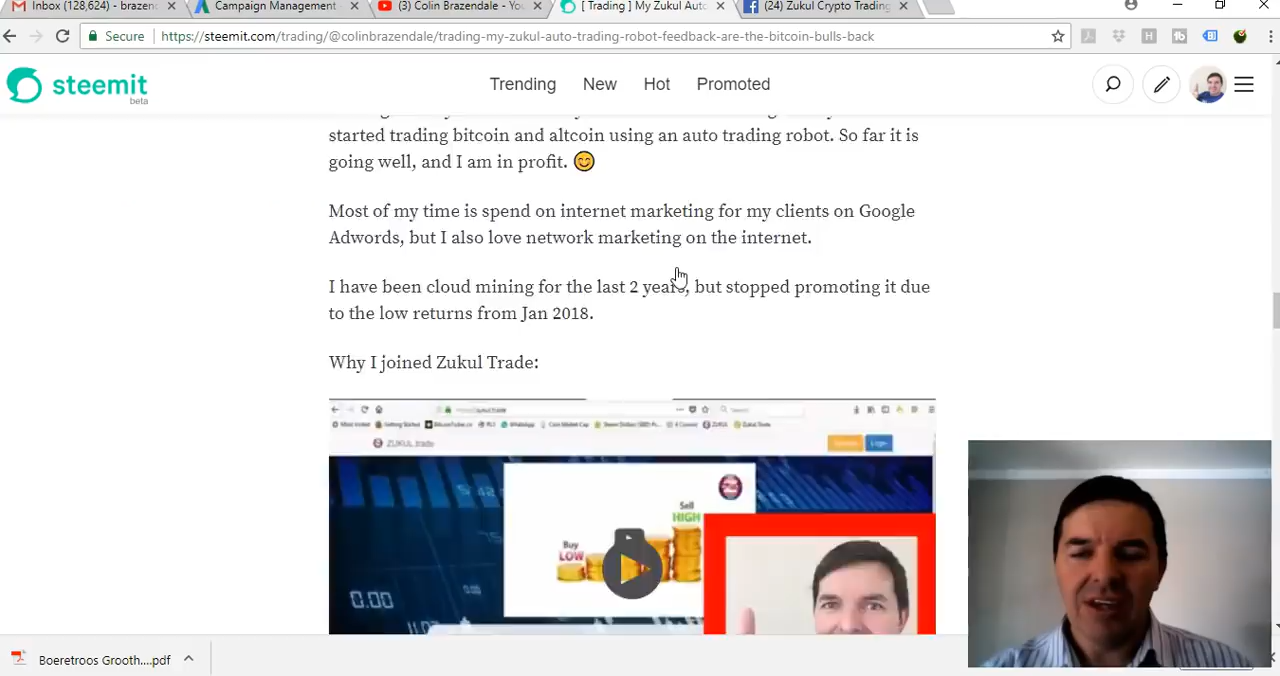 Inbox (128,624) - brazen
Campaign Management
(3) Colin Brazendale - Yo
[ Trading ] My Zukul Auto
(24) Zukul Crypto Trading
Secure
https://steemit.com/trading/@colinbrazendale/trading-my-zukul-auto-trading-robot-feedback-are-the-bitcoin-bulls-back
steemit
beta
Trending
New
Hot
Promoted
started trading bitcoin and altcoin using an auto trading robot. So far it is
going well, and I am in profit.
Most of my time is spend on internet marketing for my clients on Google
Adwords, but I also love network marketing on the internet.
I have been cloud mining for the last 2 years, but stopped promoting it due
to the low returns from Jan 2018.
Why I joined Zukul Trade:
ZUKUL trade
Login
Buy
LOW
Sell
HIGH
0.00
Boeretroos Grooth....pdf